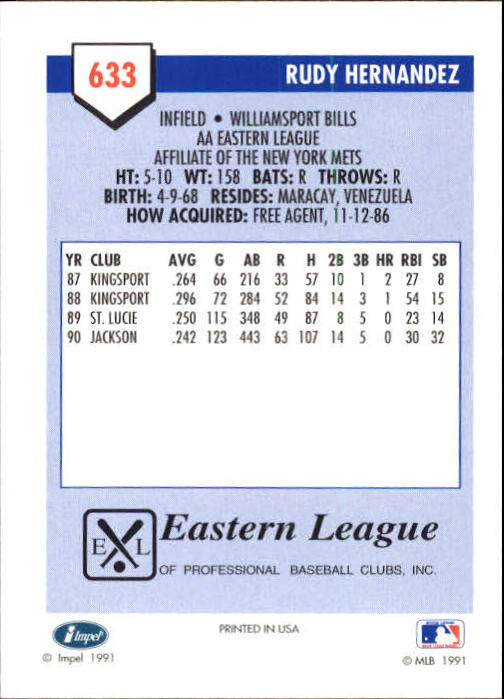 633
RUDY HERNANDEZ
INFIELD • WILLIAMSPORT BILLS
AA EASTERN LEAGUE
AFFILIATE OF THE NEW YORK METS
HT: 5-10 WT: 158 BATS: R THROWS: R
BIRTH: 4-9-68 RESIDES: MARACAY, VENEZUELA
HOW ACQUIRED: FREE AGENT, 11-12-86
YR CLUB AVG G AB R H 2B 3B HR RBI SB
87 KINGSPORT .264 66 216 33 57 10 1 2 27 8
88 KINGSPORT .296 72 284 52 84 14 3 1 54 15
89 ST. LUCIE .250 115 348 49 87 8 5 0 23 14
90 JACKSON .242 123 443 63 107 14 5 0 30 32
E L
Eastern League
OF PROFESSIONAL BASEBALL CLUBS, INC.
impel
PRINTED IN USA
© Impel 1991
© MLB 1991